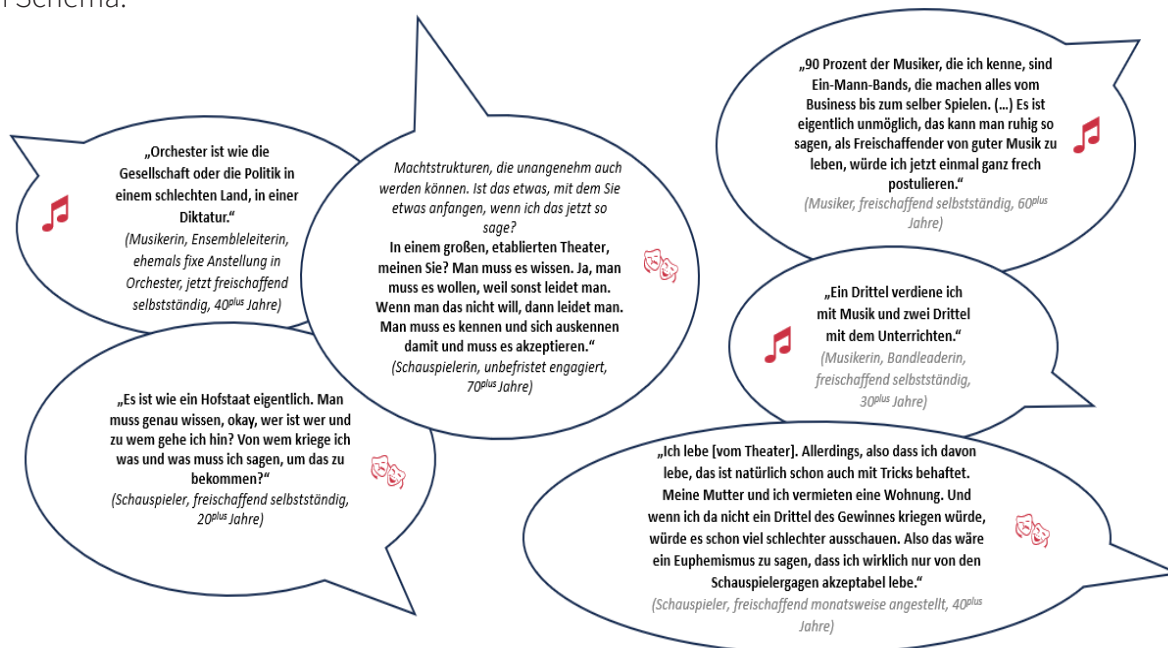 Schema.
„Orchester ist wie die
Gesellschaft oder die Politik in
einem schlechten Land, in einer
Diktatur.“
(Musikerin, Ensembleleiterin,
ehemals fixe Anstellung in
Orchester, jetzt freischaffend
selbstständig, 40plus Jahre)
Machtstrukturen, die unangenehm auch
werden können. Ist das etwas, mit dem Sie
etwas anfangen, wenn ich das jetzt so
sage?
In einem großen, etablierten Theater,
meinen Sie? Man muss es wissen. Ja, man
muss es wollen, weil sonst leidet man.
Wenn man das nicht will, dann leidet man.
Man muss es kennen und sich auskennen
damit und muss es akzeptieren.“
(Schauspielerin, unbefristet engagiert,
70plus Jahre)
„90 Prozent der Musiker, die ich kenne, sind
Ein-Mann-Bands, die machen alles vom
Business bis zum selber Spielen. (…) Es ist
eigentlich unmöglich, das kann man ruhig so
sagen, als Freischaffender von guter Musik zu
leben, würde ich jetzt einmal ganz frech
postulieren.“
(Musiker, freischaffend selbstständig, 60plus
Jahre)
„Ein Drittel verdiene ich
mit Musik und zwei Drittel
mit dem Unterrichten.“
(Musikerin, Bandleaderin,
freischaffend selbstständig,
30plus Jahre)
„Es ist wie ein Hofstaat eigentlich. Man
muss genau wissen, okay, wer ist wer und
zu wem gehe ich hin? Von wem kriege ich
was und was muss ich sagen, um das zu
bekommen?“
(Schauspieler, freischaffend selbstständig,
20plus Jahre)
„Ich lebe [vom Theater]. Allerdings, also dass ich davon
lebe, das ist natürlich schon auch mit Tricks behaftet.
Meine Mutter und ich vermieten eine Wohnung. Und
wenn ich da nicht ein Drittel des Gewinnes kriegen würde,
würde es schon viel schlechter ausschauen. Also das wäre
ein Euphemismus zu sagen, dass ich wirklich nur von den
Schauspielergagen akzeptabel lebe.“
(Schauspieler, freischaffend monatsweise angestellt, 40plus
Jahre)